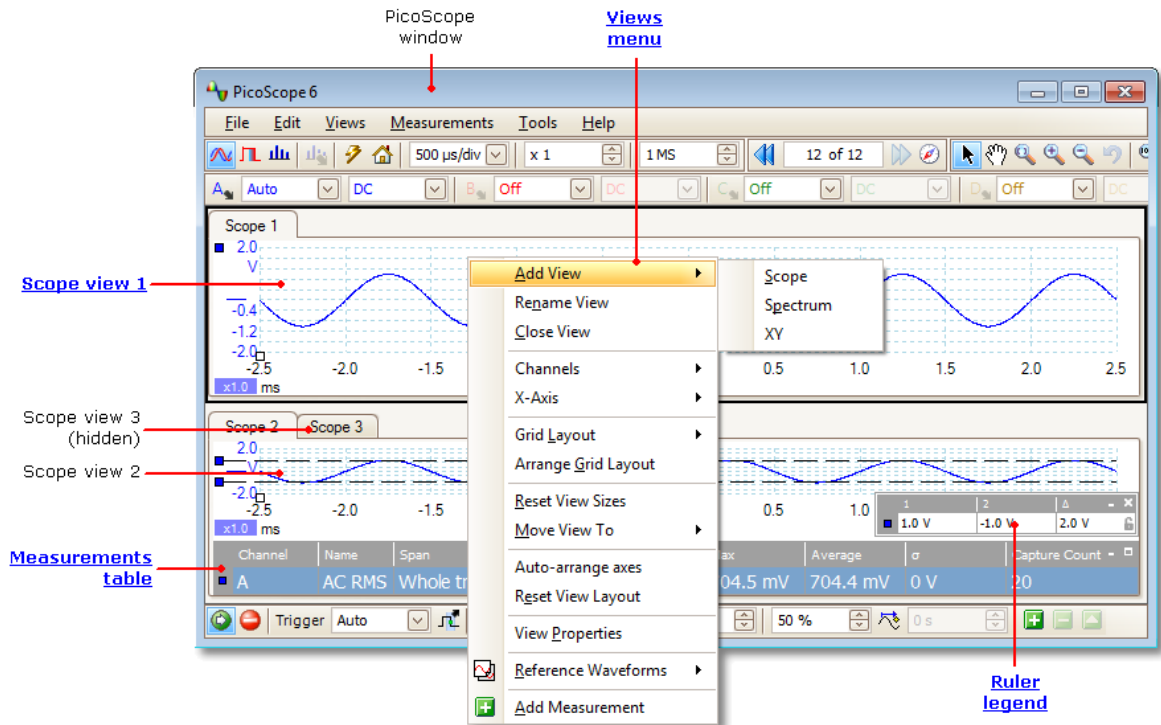 PicoScope
window
Views
menu
PicoScope 6
File Edit Views Measurements Tools Help
500 µs/div x 1 1 MS 12 of 12
A Auto DC B Off DC C Off DC D Off DC
Scope 1
2.0
V
-0.4
-1.2
-2.0
-2.5 -2.0 -1.5 0.5 1.0 1.5 2.0 2.5
x1.0 ms
Scope view 1
Add View
Rename View
Close View
Channels
X-Axis
Grid Layout
Arrange Grid Layout
Reset View Sizes
Move View To
Auto-arrange axes
Reset View Layout
View Properties
Reference Waveforms
Add Measurement
Scope
Spectrum
XY
Scope view 3
(hidden)
Scope view 2
Scope 2 Scope 3
2.0
V
-2.0
-2.5 -2.0 -1.5 0.5 1.0
x1.0 ms
1 2 Δ
1.0 V -1.0 V 2.0 V
Measurements
table
Channel Name Span Average σ Capture Count
A AC RMS Whole 04.5 mV 704.4 mV 0 V 20
Trigger Auto 50 % 0 s
Ruler
legend